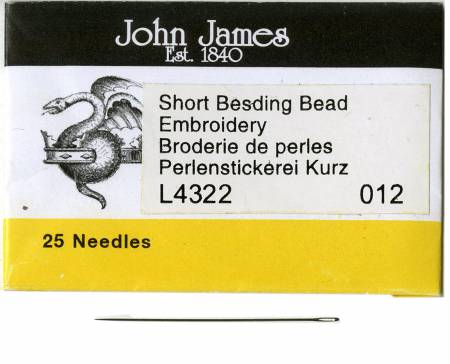 John James
Est. 1840
Short Besding Bead
Embroidery
Broderie de perles
Perlenstickerei Kurz
L4322 012
25 Needles